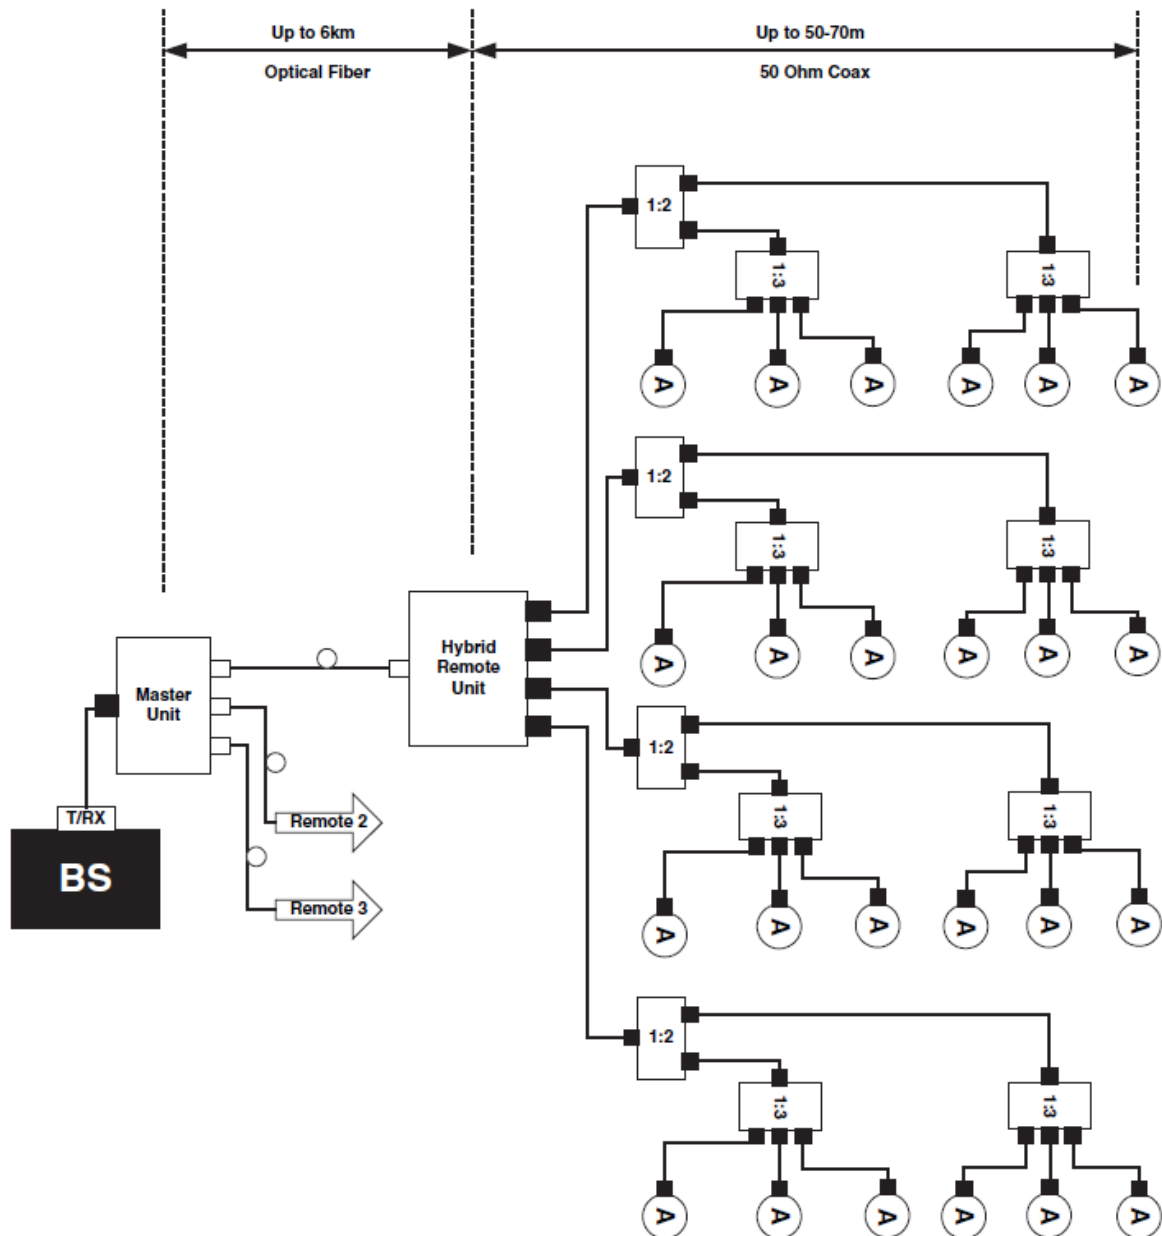 Up to 6km
Optical Fiber
Up to 50-70m
50 Ohm Coax
1:2
1:3
1:3
A
A
A
A
A
A
1:2
1:3
1:3
A
A
A
A
A
A
Hybrid
Remote
Unit
Master
Unit
1:2
1:3
1:3
T/RX
Remote 2
BS
Remote 3
A
A
A
A
A
A
1:2
1:3
1:3
A
A
A
A
A
A